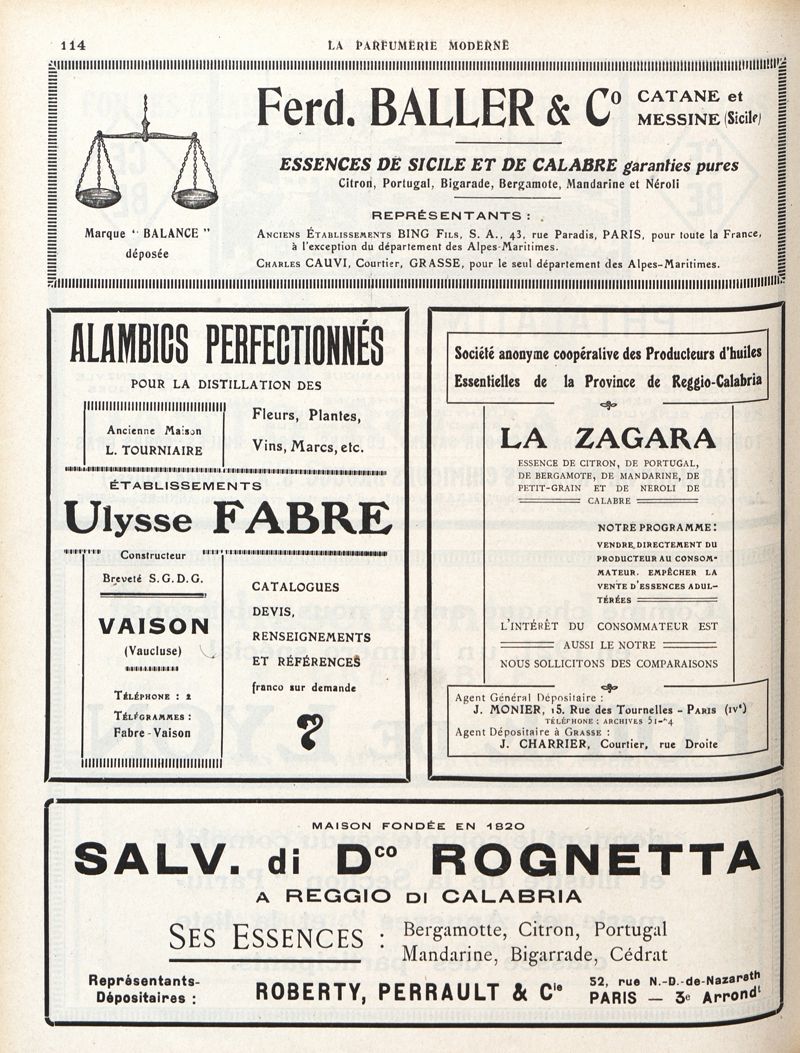 114
LA PARFUMERIE MODERNE
Ferd. BALLER & Cº
CATANE et
MESSINE (Sicile)
ESSENCES DE SICILE ET DE CALABRE garanties pures
Citron, Portugal, Bigarade, Bergamote, Mandarine et Néroli
Marque "BALANCE"
déposée
REPRÉSENTANTS :
ANCIENS ÉTABLISSEMENTS BING FILS, S. A., 43, rue Paradis, PARIS, pour toute la France,
à l'exception du département des Alpes-Maritimes.
CHARLES CAUVI, Courtier, GRASSE, pour le seul département des Alpes-Maritimes.
ALAMBICS PERFECTIONNÉS
POUR LA DISTILLATION DES
Ancienne Maison
L. TOURNIAIRE
Fleurs, Plantes,
Vins, Marcs, etc.
ÉTABLISSEMENTS
Ulysse FABRE
Constructeur
Breveté S.G.D.G.
VAISON
(Vaucluse)
TÉLÉPHONE : 2
TÉLÉGRAMMES :
Fabre-Vaison
CATALOGUES
DEVIS,
RENSEIGNEMENTS
ET RÉFÉRENCES
franco sur demande
?
Société anonyme coopérative des Producteurs d'huiles
Essentielles de la Province de Reggio-Calabria
LA ZAGARA
ESSENCE DE CITRON, DE PORTUGAL,
DE BERGAMOTE, DE MANDARINE, DE
PETIT-GRAIN ET DE NEROLI DE
CALABRE
NOTRE PROGRAMME :
VENDRE DIRECTEMENT DU
PRODUCTEUR AU CONSOM-
MATEUR. EMPÊCHER LA
VENTE D'ESSENCES ADUL-
TÉRÉES
L'INTÉRÊT DU CONSOMMATEUR EST
AUSSI LE NOTRE
NOUS SOLLICITONS DES COMPARAISONS
Agent Général Dépositaire :
J. MONIER, 15, Rue des Tournelles - PARIS (IVe)
TÉLÉPHONE : ARCHIVES
Agent Dépositaire à GRASSE :
J. CHARRIER, Courtier, rue Droite
MAISON FONDÉE EN 1820
SALV. di Dco ROGNETTA
A REGGIO DI CALABRIA
SES ESSENCES :
Bergamotte, Citron, Portugal
Mandarine, Bigarrade, Cédrat
Représentants-
Dépositaires :
ROBERTY, PERRAULT & Cie
52, rue N.-D.-de-Nazareth
PARIS — 3e Arrondt